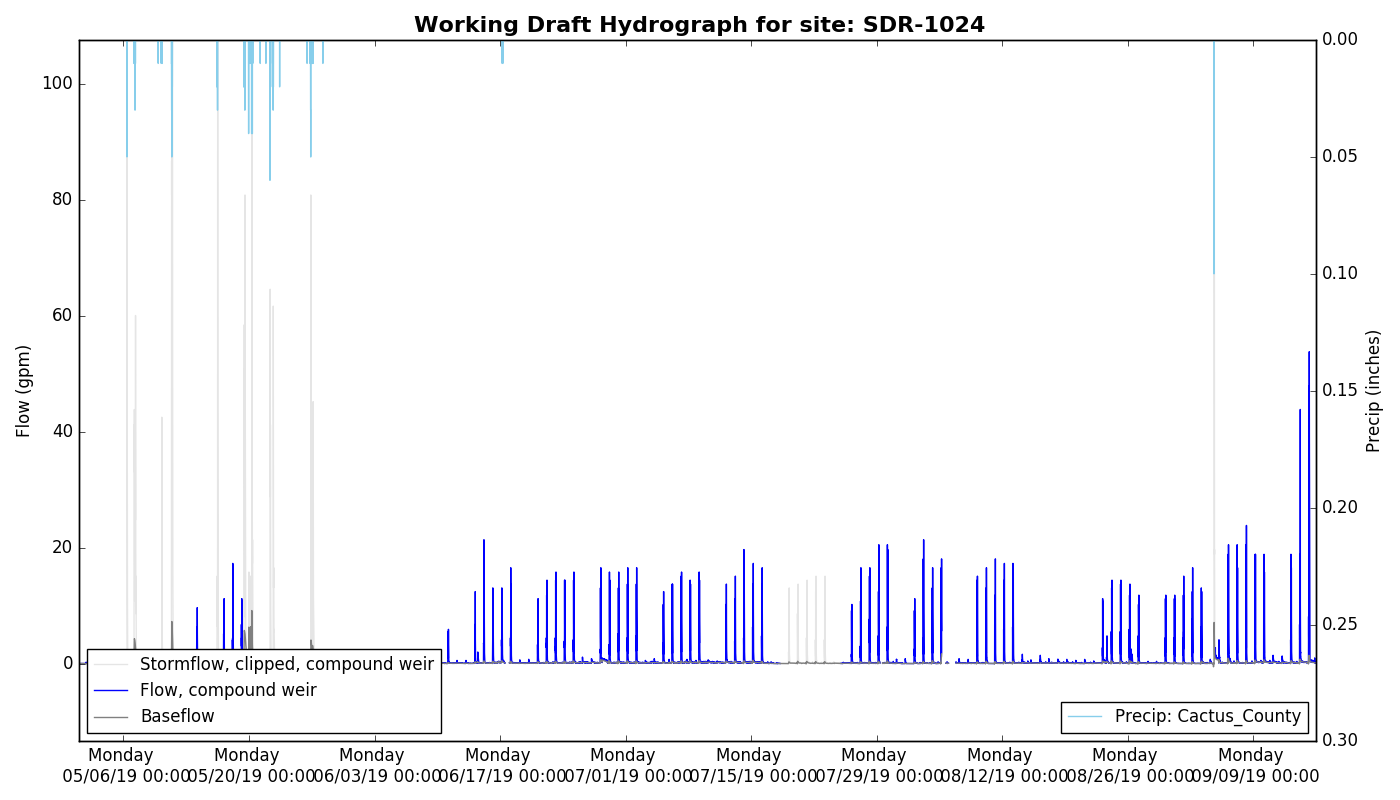 Working Draft Hydrograph for site: SDR-1024
100
80
60
40
20
0
Flow (gpm)
0.00
0.05
0.10
0.15
0.20
0.25
0.30
Precip (inches)
Stormflow, clipped, compound weir
Flow, compound weir
Baseflow
Precip: Cactus_County
Monday
05/06/19 00:00
Monday
05/20/19 00:00
Monday
06/03/19 00:00
Monday
06/17/19 00:00
Monday
07/01/19 00:00
Monday
07/15/19 00:00
Monday
07/29/19 00:00
Monday
08/12/19 00:00
Monday
08/26/19 00:00
Monday
09/09/19 00:00